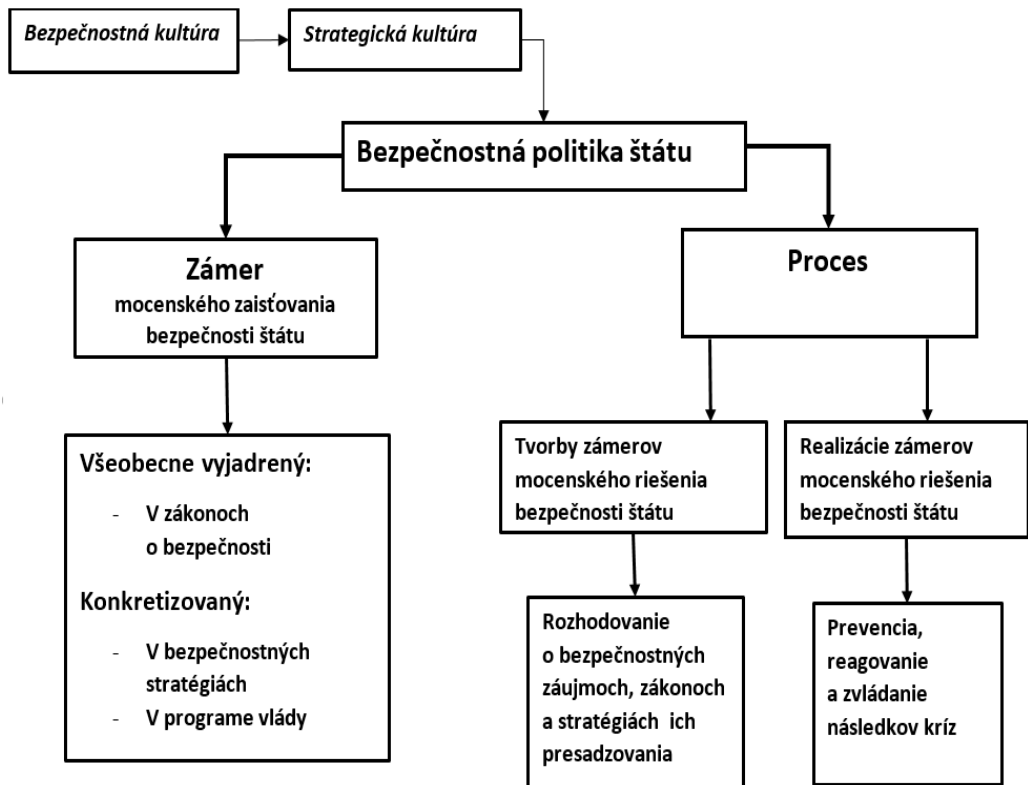 Bezpečnostná kultúra
Strategická kultúra
Bezpečnostná politika štátu
Zámer
mocenského zaisťovania
bezpečnosti štátu
Všeobecne vyjadrený:
- V zákonoch
o bezpečnosti
Konkretizovaný:
- V bezpečnostných
stratégiách
- V programe vlády
Proces
Tvorby zámerov
mocenského riešenia
bezpečnosti štátu
Rozhodovanie
o bezpečnostných
záujmoch, zákonoch
a stratégiách ich
presadzovania
Realizácie zámerov
mocenského riešenia
bezpečnosti štátu
Prevencia,
reagovanie
a zvládanie
následkov kríz